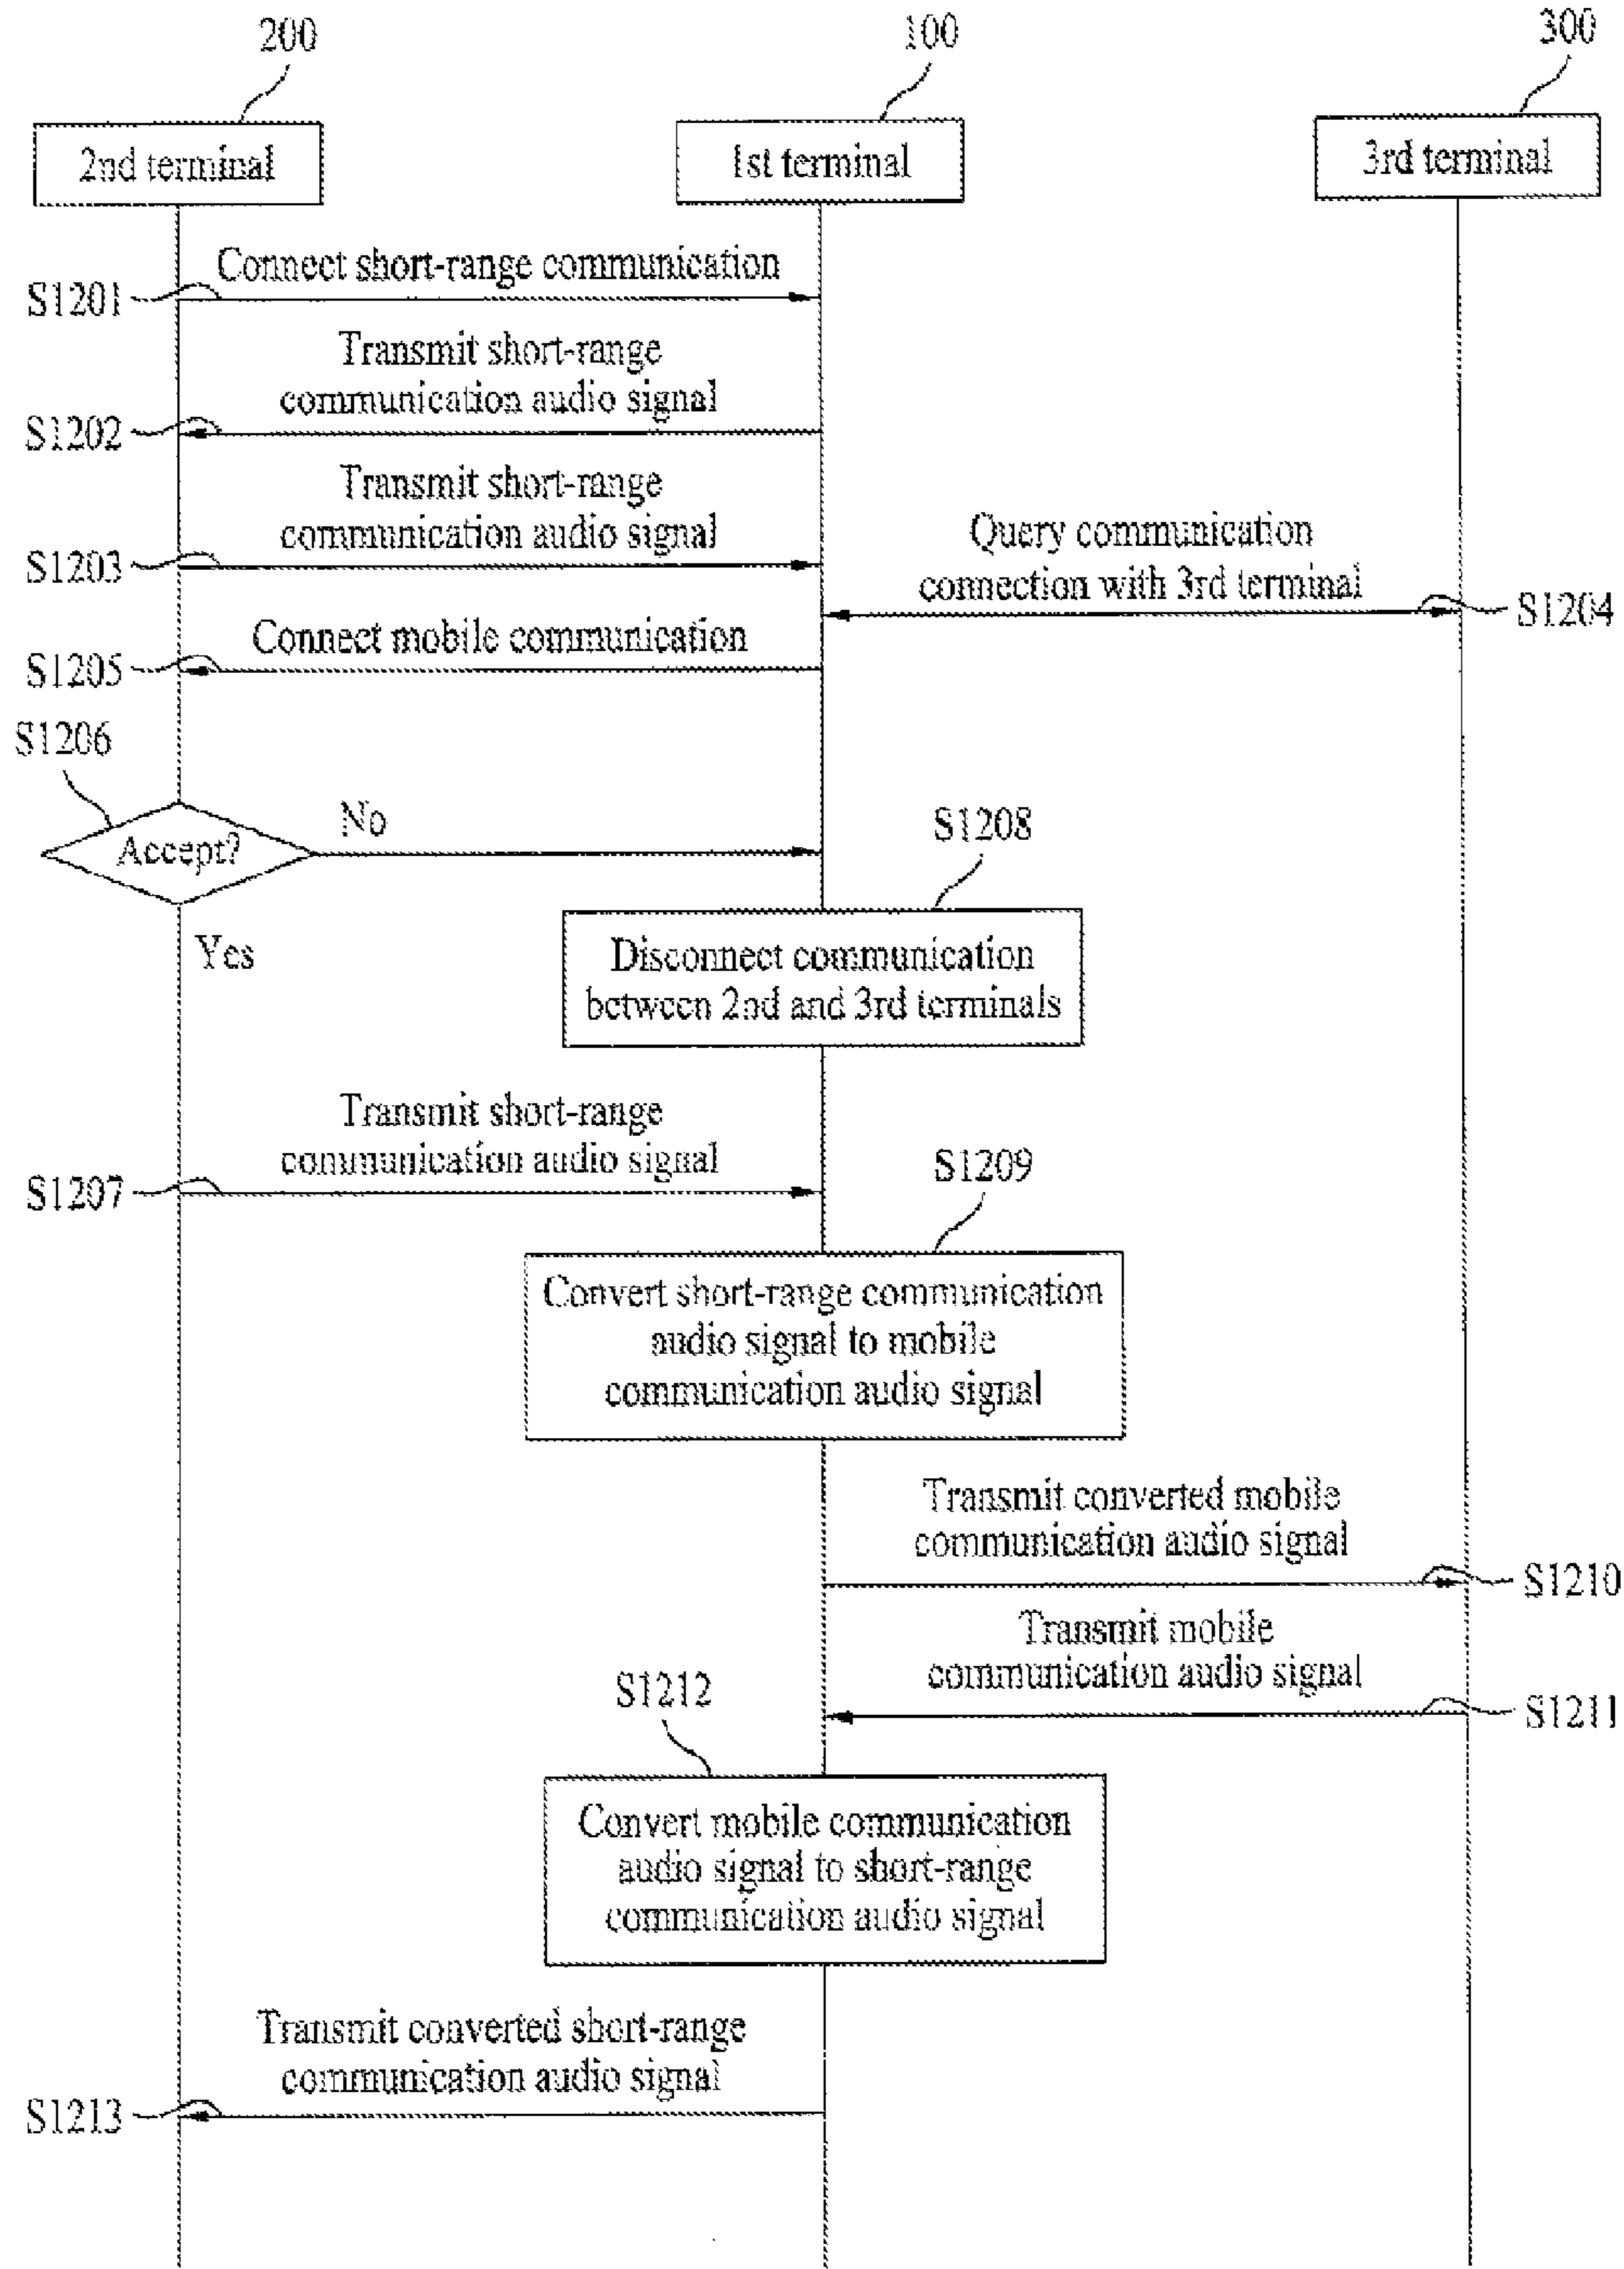 200
100
300
2nd terminal
1st terminal
3rd terminal
Connect short-range communication
S1201
Transmit short-range
communication audio signal
S1202
Transmit short-range
communication audio signal
S1203
Query communication
connection with 3rd terminal
S1204
Connect mobile communication
S1205
S1206
Accept?
No
Yes
S1208
Disconnect communication
between 2nd and 3rd terminals
Transmit short-range
communication audio signal
S1207
S1209
Convert short-range communication
audio signal to mobile
communication audio signal
Transmit converted mobile
communication audio signal
S1210
Transmit mobile
communication audio signal
S1211
S1212
Convert mobile communication
audio signal to short-range
communication audio signal
Transmit converted short-range
communication audio signal
S1213